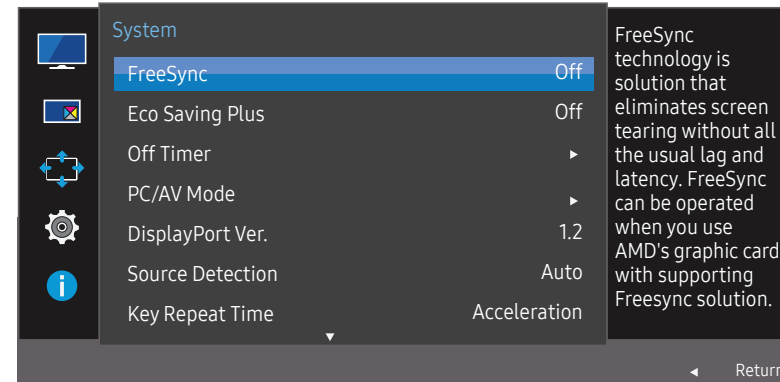 System
FreeSync Off
Eco Saving Plus Off
Off Timer
PC/AV Mode
DisplayPort Ver. 1.2
Source Detection Auto
Key Repeat Time Acceleration
FreeSync
technology is
solution that
eliminates screen
tearing without all
the usual lag and
latency. FreeSync
can be operated
when you use
AMD's graphic card
with supporting
Freesync solution.
Return